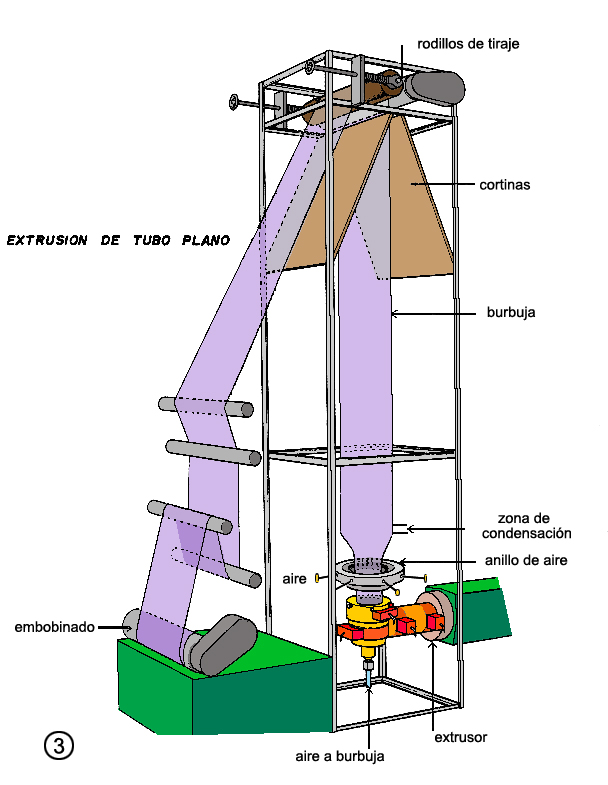 rodillos de tiraje
cortinas
EXTRUSION DE TUBO PLANO
burbuja
zona de
condensación
anillo de aire
aire
embobinado
extrusor
aire a burbuja
3